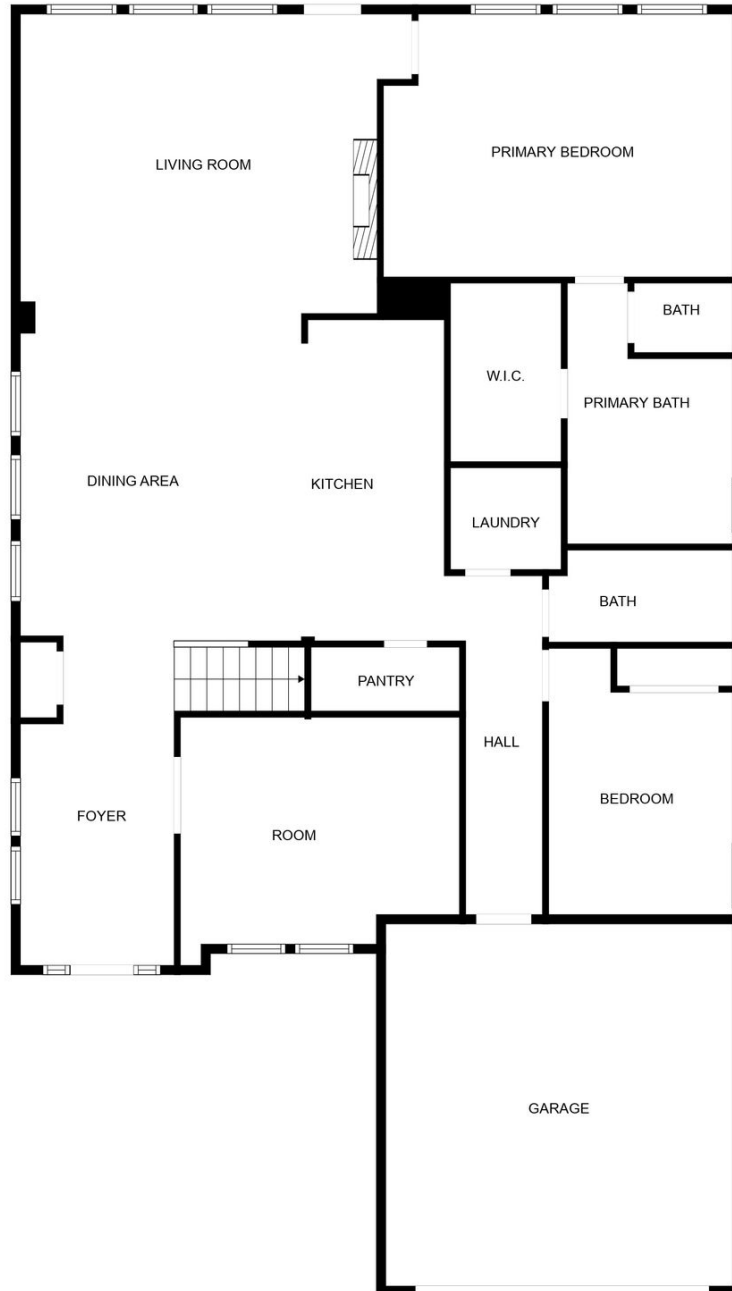 LIVING ROOM
PRIMARY BEDROOM
BATH
W.I.C.
PRIMARY BATH
DINING AREA
KITCHEN
LAUNDRY
BATH
PANTRY
HALL
BEDROOM
FOYER
ROOM
GARAGE